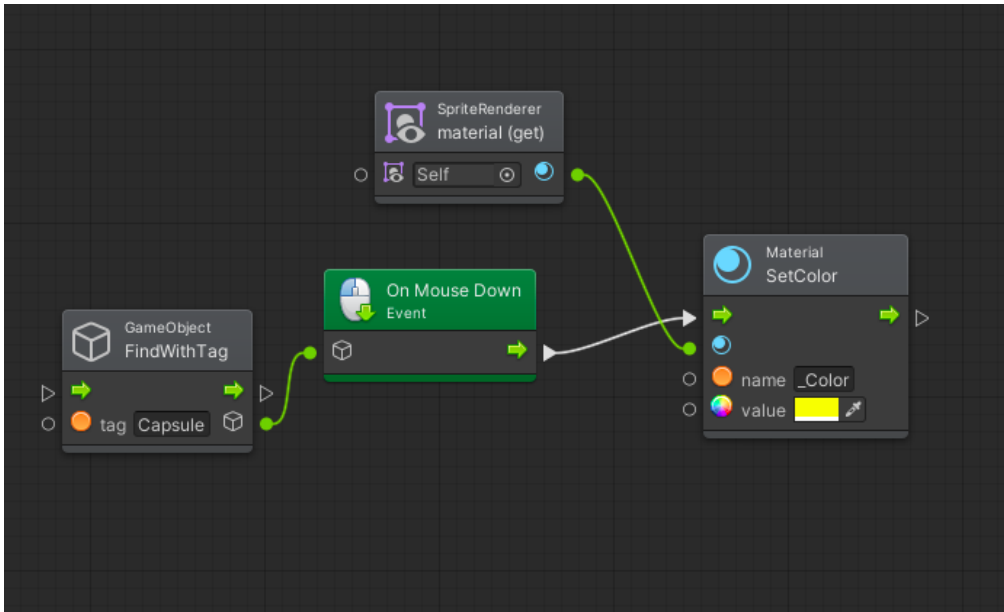 SpriteRenderer
material (get)
Self
On Mouse Down
Event
GameObject
FindWithTag
tag Capsule
Material
SetColor
name _Color
value